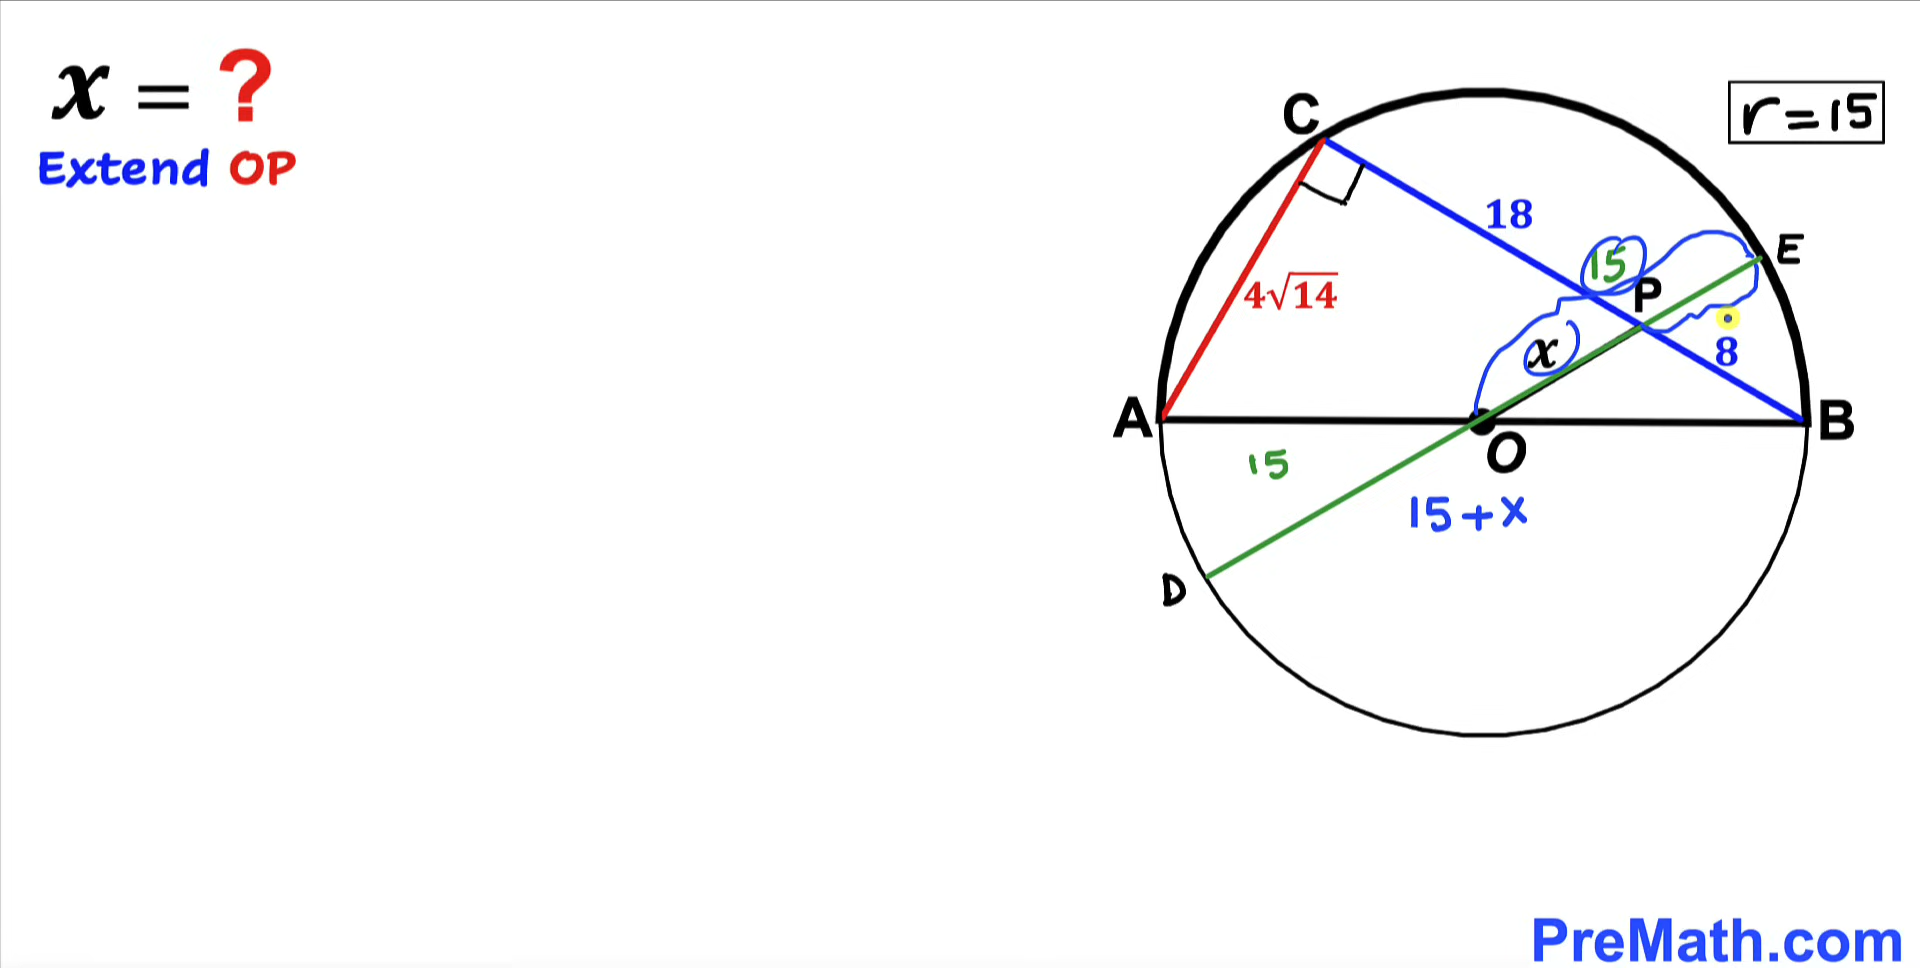 x = ?
Extend OP
r=15
C
18
E
15
P
4√14
x
8
A
B
O
15
15+x
D
PreMath.com